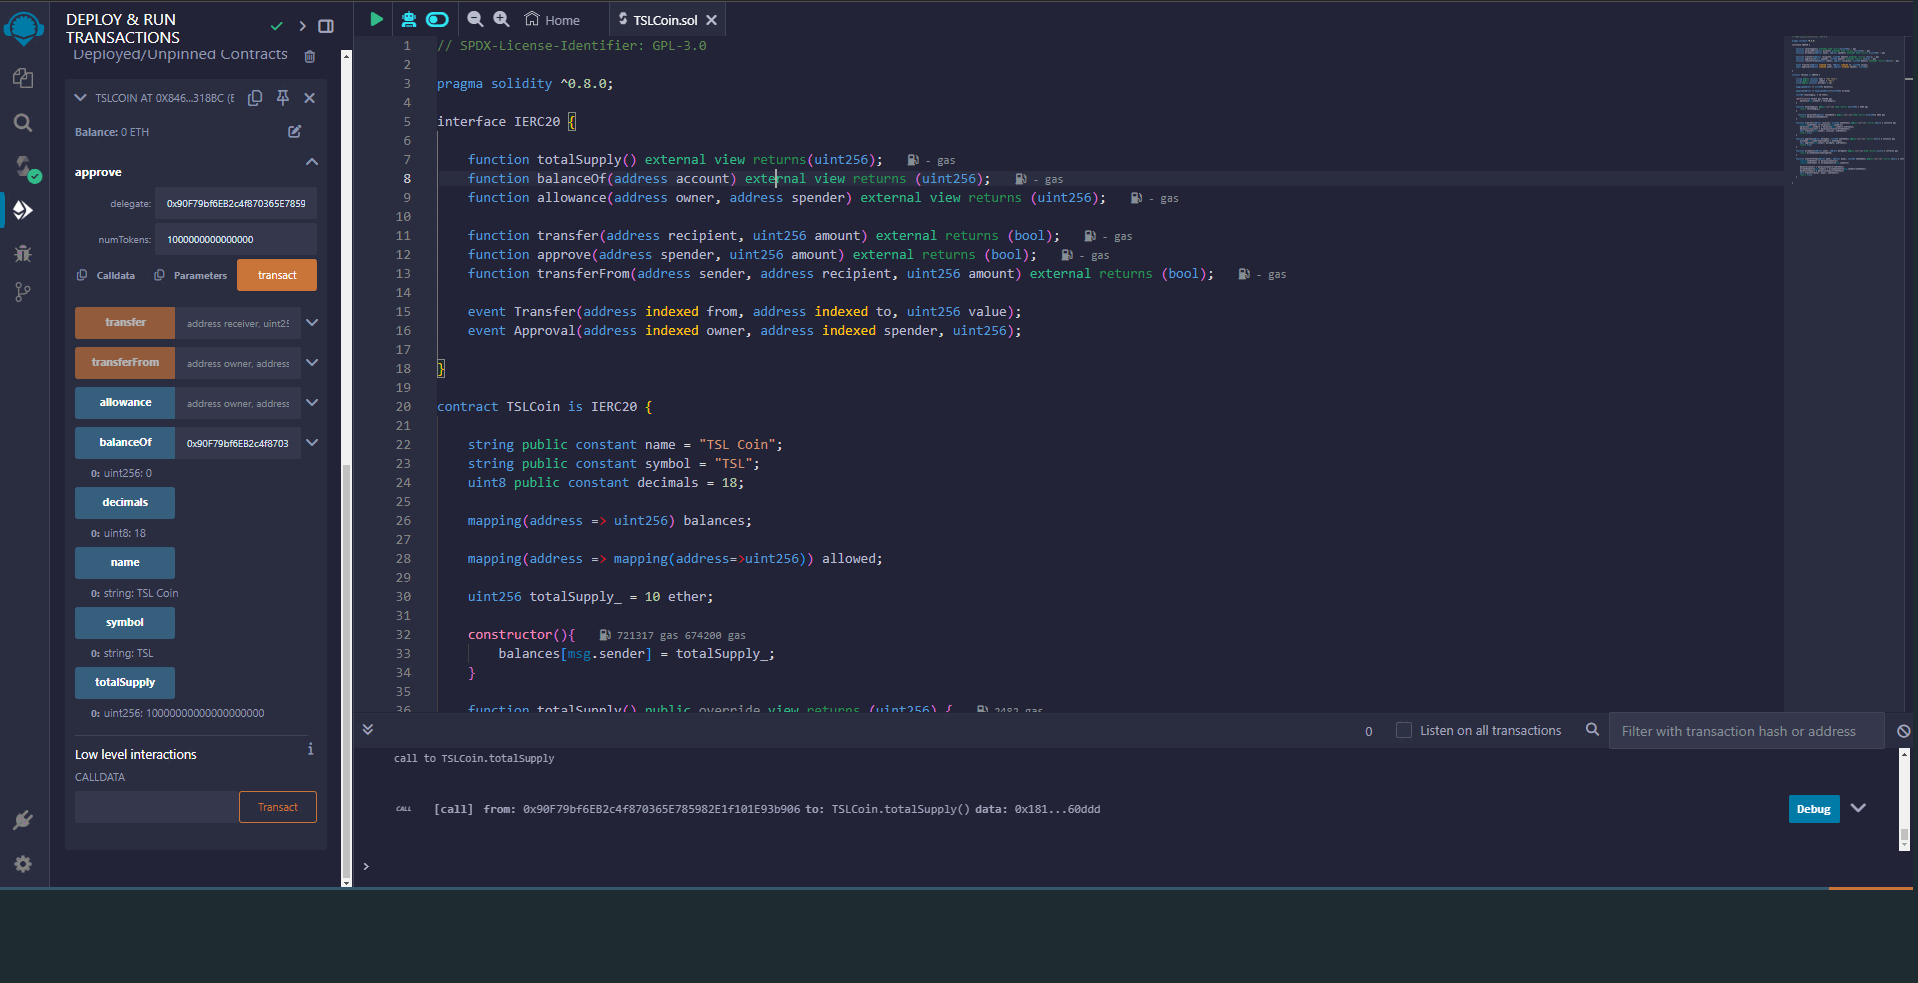 DEPLOY & RUN
TRANSACTIONS
Deployed/Unpinned Contracts
TSLCOIN AT 0X846...318BC (E
Balance: 0 ETH
approve
delegate: 0x90F79bf6EB2c4f870365E7859
numTokens: 1000000000000000
Calldata Parameters transact
transfer address receiver, uint25
transferFrom address owner, address
allowance address owner, address
balanceOf 0x90F79bf6EB2c4f8703
0: uint256: 0
decimals
0: uint8: 18
name
0: string: TSL Coin
symbol
0: string: TSL
totalSupply
0: uint256: 10000000000000000000
Low level interactions i
CALLDATA
Transact
Home TSLCoin.sol
1 // SPDX-License-Identifier: GPL-3.0
2
3 pragma solidity ^0.8.0;
4
5 interface IERC20 {
6
7 function totalSupply() external view returns(uint256); - gas
8 function balanceOf(address account) external view returns (uint256); - gas
9 function allowance(address owner, address spender) external view returns (uint256); - gas
10
11 function transfer(address recipient, uint256 amount) external returns (bool); - gas
12 function approve(address spender, uint256 amount) external returns (bool); - gas
13 function transferFrom(address sender, address recipient, uint256 amount) external returns (bool); - gas
14
15 event Transfer(address indexed from, address indexed to, uint256 value);
16 event Approval(address indexed owner, address indexed spender, uint256);
17
18 }
19
20 contract TSLCoin is IERC20 {
21
22 string public constant name = "TSL Coin";
23 string public constant symbol = "TSL";
24 uint8 public constant decimals = 18;
25
26 mapping(address => uint256) balances;
27
28 mapping(address => mapping(address=>uint256)) allowed;
29
30 uint256 totalSupply_ = 10 ether;
31
32 constructor(){ 721317 gas 674200 gas
33 balances[msg.sender] = totalSupply_;
34 }
35
36 function totalSupply() public override view returns (uint256) { 2482 gas
0 Listen on all transactions Filter with transaction hash or address
call to TSLCoin.totalSupply
CALL [call] from: 0x90F79bf6EB2c4f870365E785982E1f101E93b906 to: TSLCoin.totalSupply() data: 0x181...60ddd Debug
>